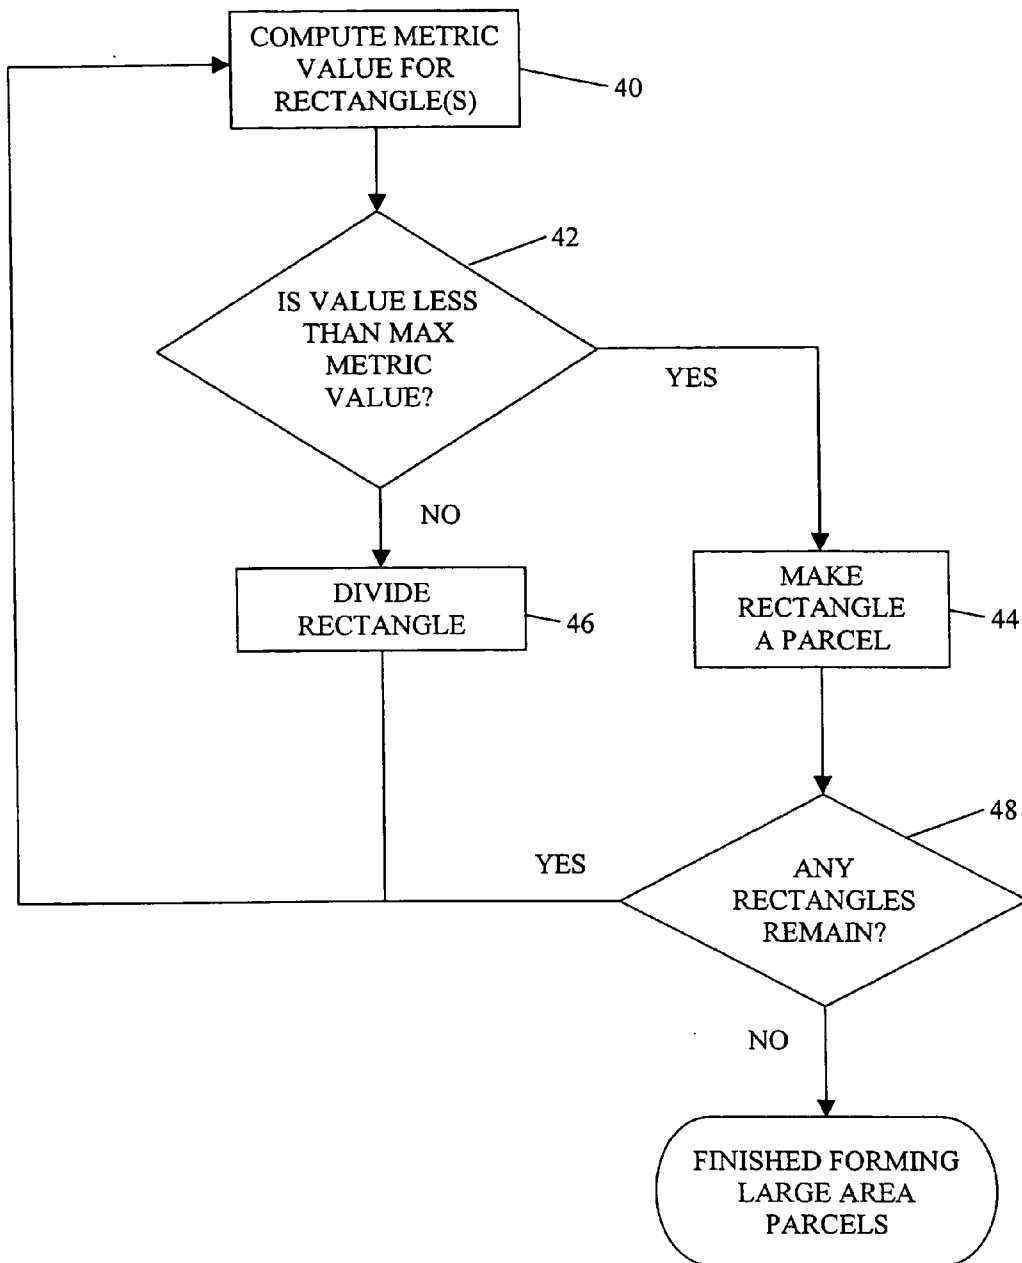 COMPUTE METRIC
VALUE FOR
RECTANGLE(S)
40
42
IS VALUE LESS
THAN MAX
METRIC
VALUE?
YES
NO
DIVIDE
RECTANGLE
46
MAKE
RECTANGLE
A PARCEL
44
48
YES
ANY
RECTANGLES
REMAIN?
NO
FINISHED FORMING
LARGE AREA
PARCELS